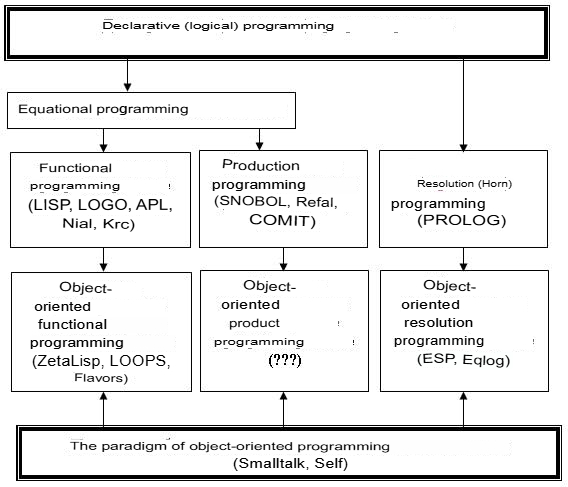 Declarative (logical) programming
Equational programming
Functional
programming
(LISP, LOGO, APL,
Nial, Krc)
Production
programming
(SNOBOL, Refal,
COMIT)
Resolution (Horn)
programming
(PROLOG)
Object-
oriented
functional
programming
(ZetaLisp, LOOPS,
Flavors)
Object-
oriented
product
programming
(???)
Object-
oriented
resolution
programming
(ESP, Eqlog)
The paradigm of object-oriented programming
(Smalltalk, Self)